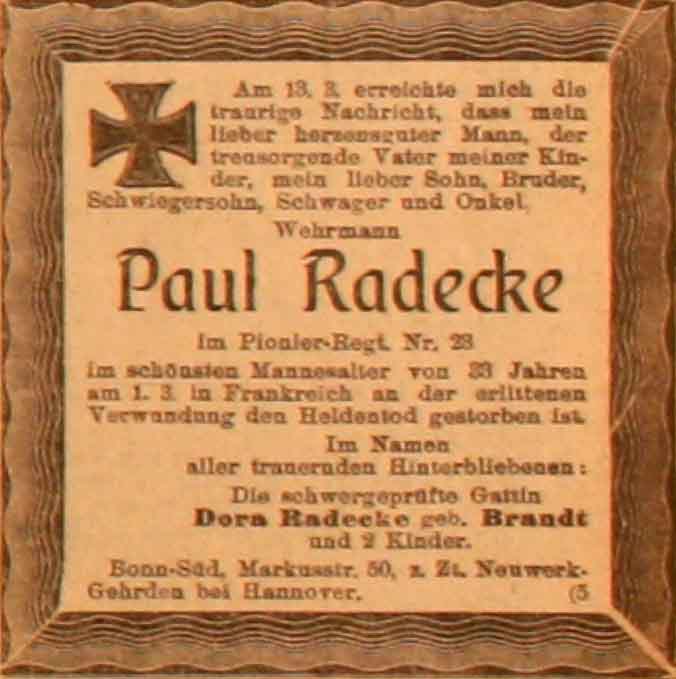 Am 13. 3. erreichte mich die
traurige Nachricht, dass mein
lieber herzensguter Mann, der
treusorgende Vater meiner Kin-
der, mein lieber Sohn, Bruder,
Schwiegersohn, Schwager und Onkel,
Wehrmann
Paul Radecke
im Pionier-Regt. Nr. 23
im schönsten Mannesalter von 33 Jahren
am 1. 3. in Frankreich an der erlittenen
Verwundung den Heldentod gestorben ist.
Im Namen
aller trauernden Hinterbliebenen:
Die schwergeprüfte Gattin
Dora Radecke geb. Brandt
und 2 Kinder.
Bonn-Süd, Markusstr. 50, z. Zt. Neuwerk-
Gehrden bei Hannover. (5